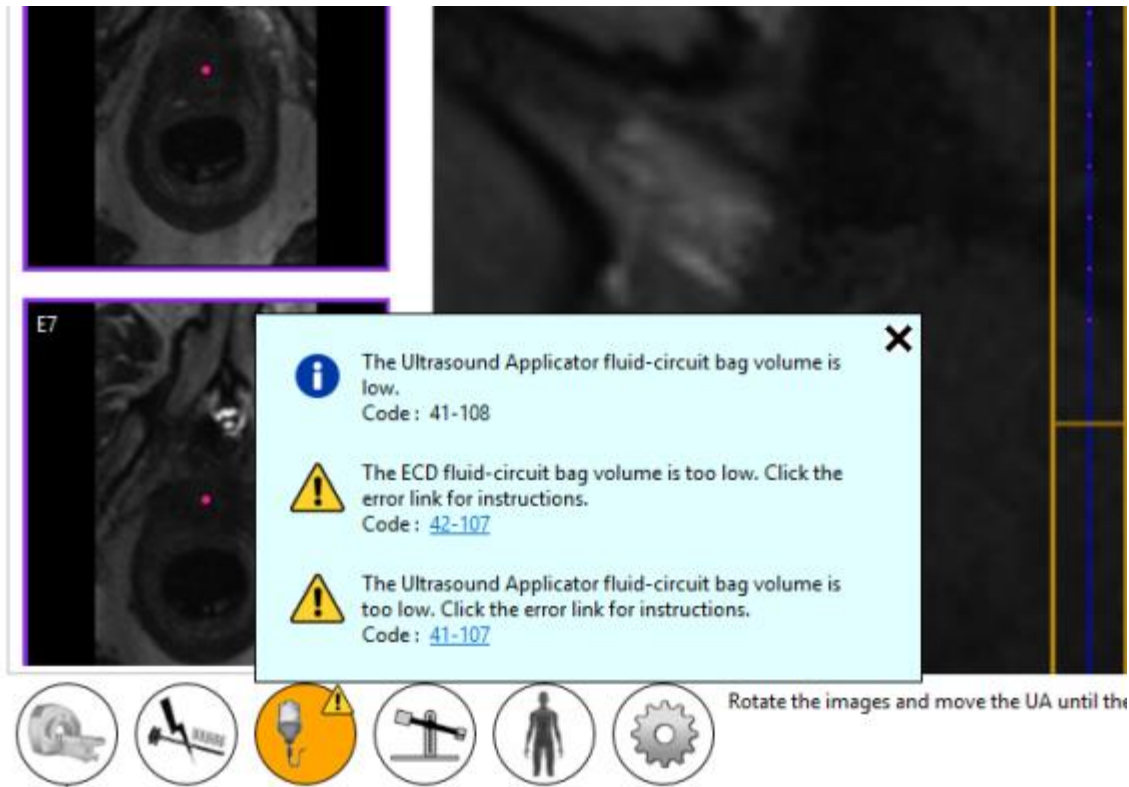 E7
The Ultrasound Applicator fluid-circuit bag volume is
low.
Code : 41-108
The ECD fluid-circuit bag volume is too low. Click the
error link for instructions.
Code : 42-107
The Ultrasound Applicator fluid-circuit bag volume is
too low. Click the error link for instructions.
Code : 41-107
Rotate the images and move the UA until the